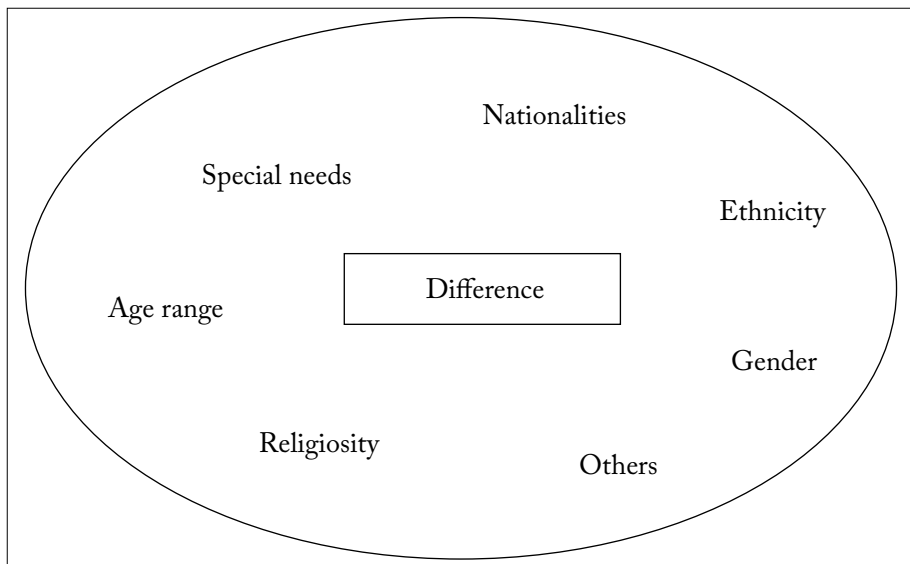 Nationalities
Special needs
Ethnicity
Difference
Age range
Gender
Religiosity
Others